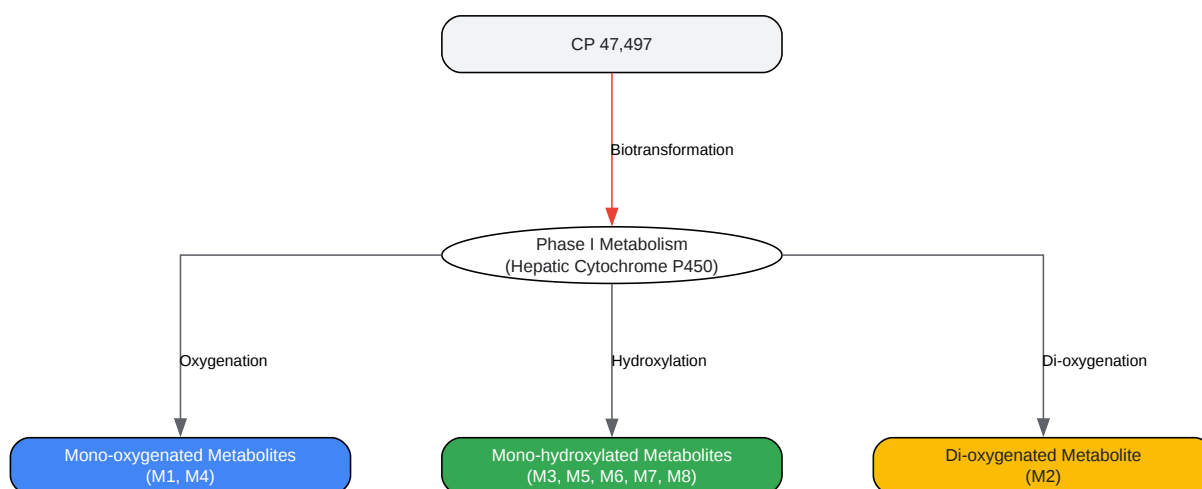 CP 47,497
Biotransformation
Phase I Metabolism
(Hepatic Cytochrome P450)
Oxygenation
Hydroxylation
Di-oxygenation
Mono-oxygenated Metabolites
(M1, M4)
Mono-hydroxylated Metabolites
(M3, M5, M6, M7, M8)
Di-oxygenated Metabolite
(M2)